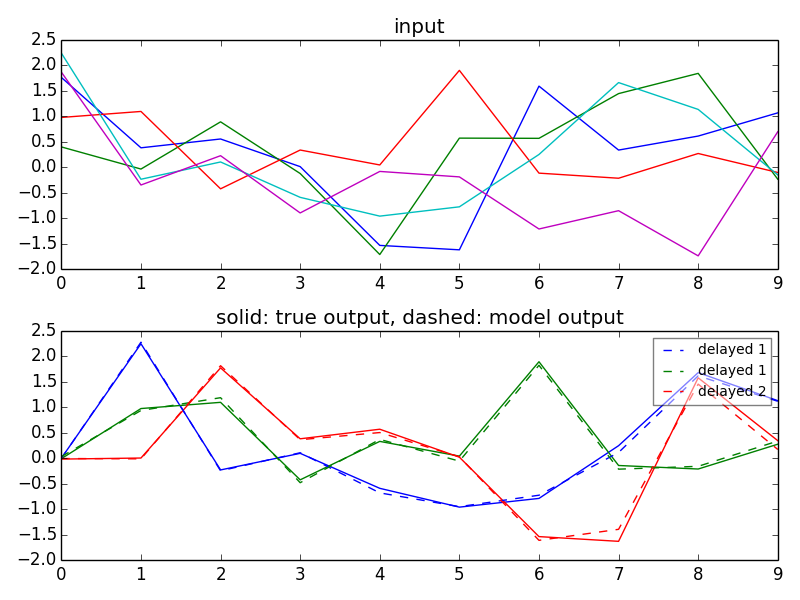 input
2.5
2.0
1.5
1.0
0.5
0.0
−0.5
−1.0
−1.5
−2.0
0 1 2 3 4 5 6 7 8 9
solid: true output, dashed: model output
2.5
2.0
1.5
1.0
0.5
0.0
−0.5
−1.0
−1.5
−2.0
delayed 1
delayed 1
delayed 2
0 1 2 3 4 5 6 7 8 9